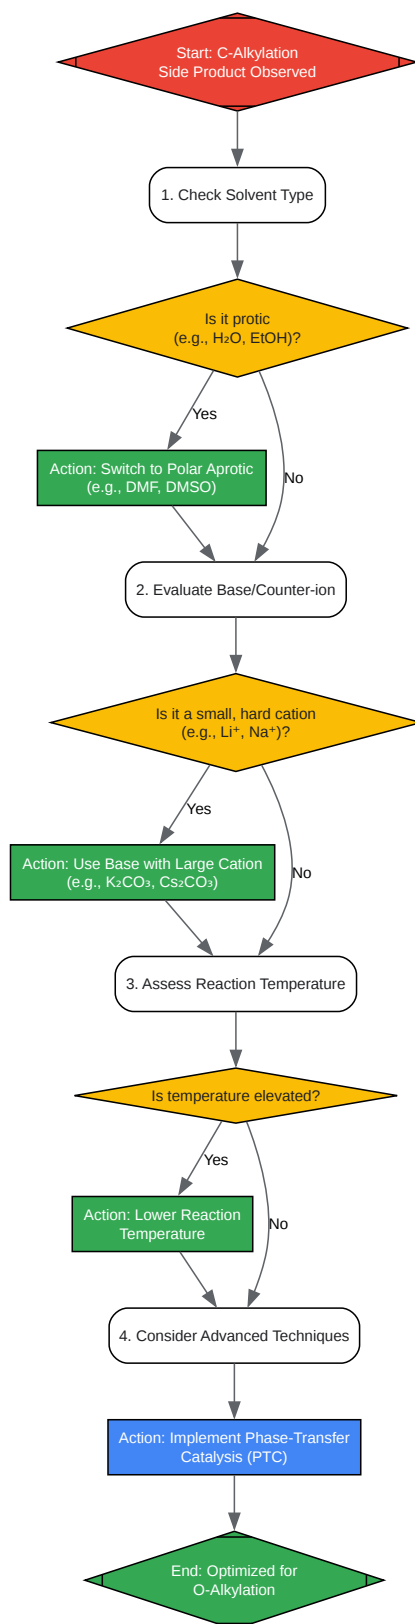 Start: C-Alkylation
Side Product Observed
1. Check Solvent Type
Is it protic
(e.g., H₂O, EtOH)?
Yes
Action: Switch to Polar Aprotic
(e.g., DMF, DMSO)
No
2. Evaluate Base/Counter-ion
Is it a small, hard cation
(e.g., Li⁺, Na⁺)?
Yes
Action: Use Base with Large Cation
(e.g., K₂CO₃, Cs₂CO₃)
No
3. Assess Reaction Temperature
Is temperature elevated?
Yes
Action: Lower Reaction
Temperature
No
4. Consider Advanced Techniques
Action: Implement Phase-Transfer
Catalysis (PTC)
End: Optimized for
O-Alkylation